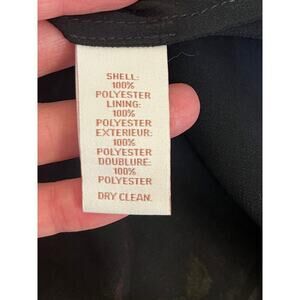 SHELL:
100%
POLYESTER
LINING:
100%
POLYESTER
EXTERIEUR:
100%
POLYESTER
DOUBLURE:
100%
POLYESTER
DRY CLEAN.